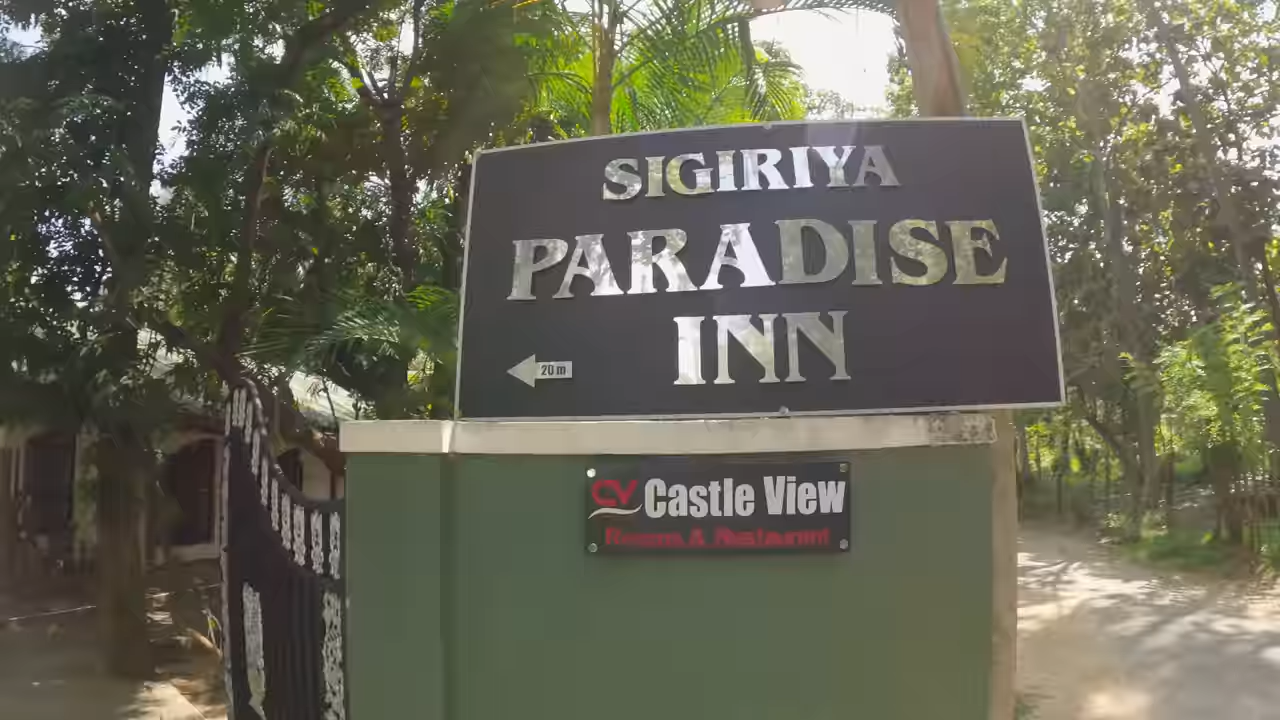 SIGIRIYA
PARADISE
INN
20 m
CV Castle View
Rooms & Restaurant